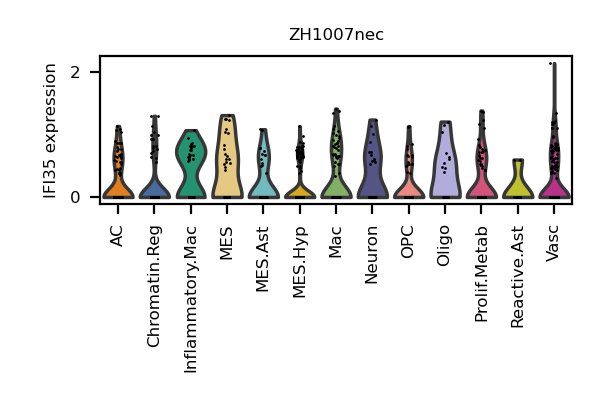 ZH1007nec
IFI35 expression
2
0
AC
Chromatin.Reg
Inflammatory.Mac
MES
MES.Ast
MES.Hyp
Mac
Neuron
OPC
Oligo
Prolif.Metab
Reactive.Ast
Vasc